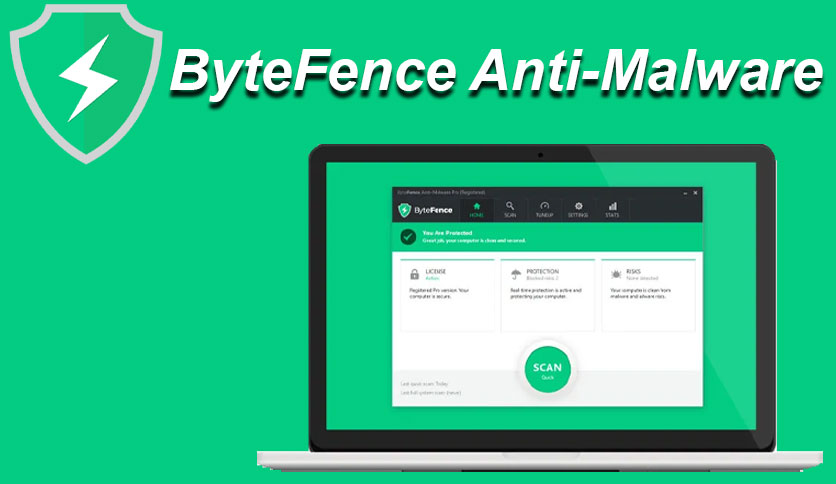 ByteFence Anti-Malware
ByteFence Anti-Malware Pro (Registered)
ByteFence
HOME SCAN TUNEUP SETTINGS STATS
You Are Protected
Great job, your computer is clean and secured.
LICENSE
Active
Registered Pro version. Your
computer is secure.
PROTECTION
Blocked risks 2
Real-time protection is active and
protecting your computer.
RISKS
None detected
Your computer is clean from
malware and adware risks.
SCAN
Quick
Last quick scan: Today
Last full system scan: (never)